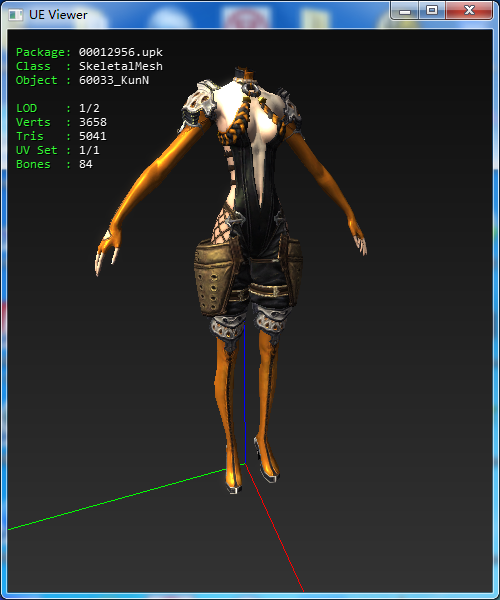 UE Viewer
Package: 00012956.upk
Class : SkeletalMesh
Object : 60033_KunN
LOD : 1/2
Verts : 3658
Tris : 5041
UV Set : 1/1
Bones : 84